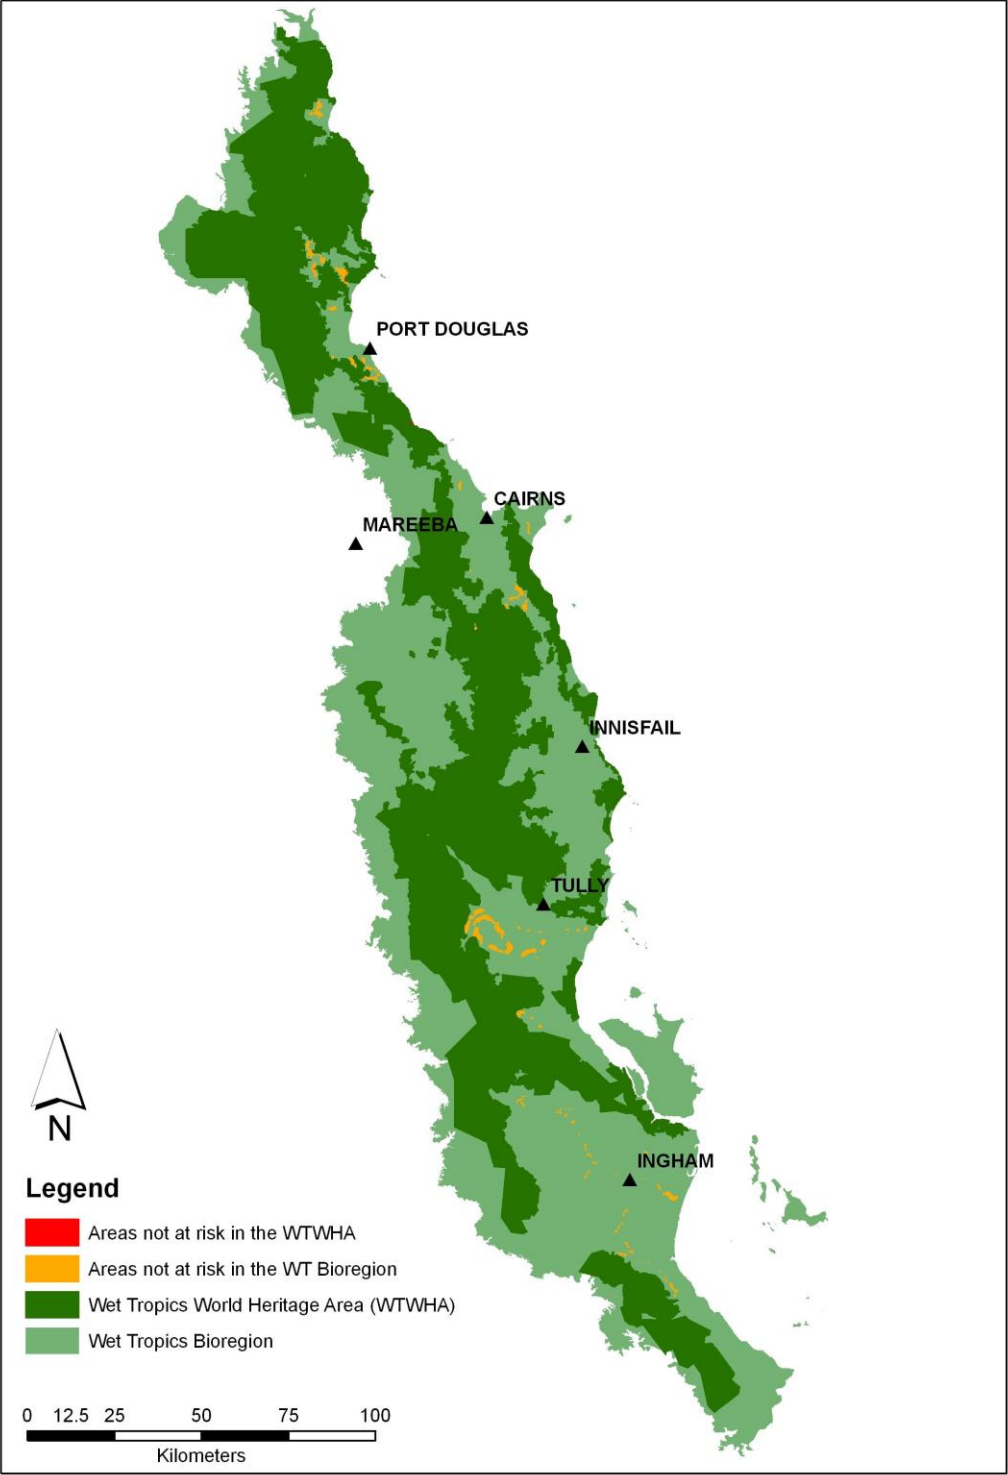 PORT DOUGLAS
CAIRNS
MAREEBA
INNISFAIL
TULLY
N
INGHAM
Legend
Areas not at risk in the WTWHA
Areas not at risk in the WT Bioregion
Wet Tropics World Heritage Area (WTWHA)
Wet Tropics Bioregion
0 12.5 25 50 75 100
Kilometers